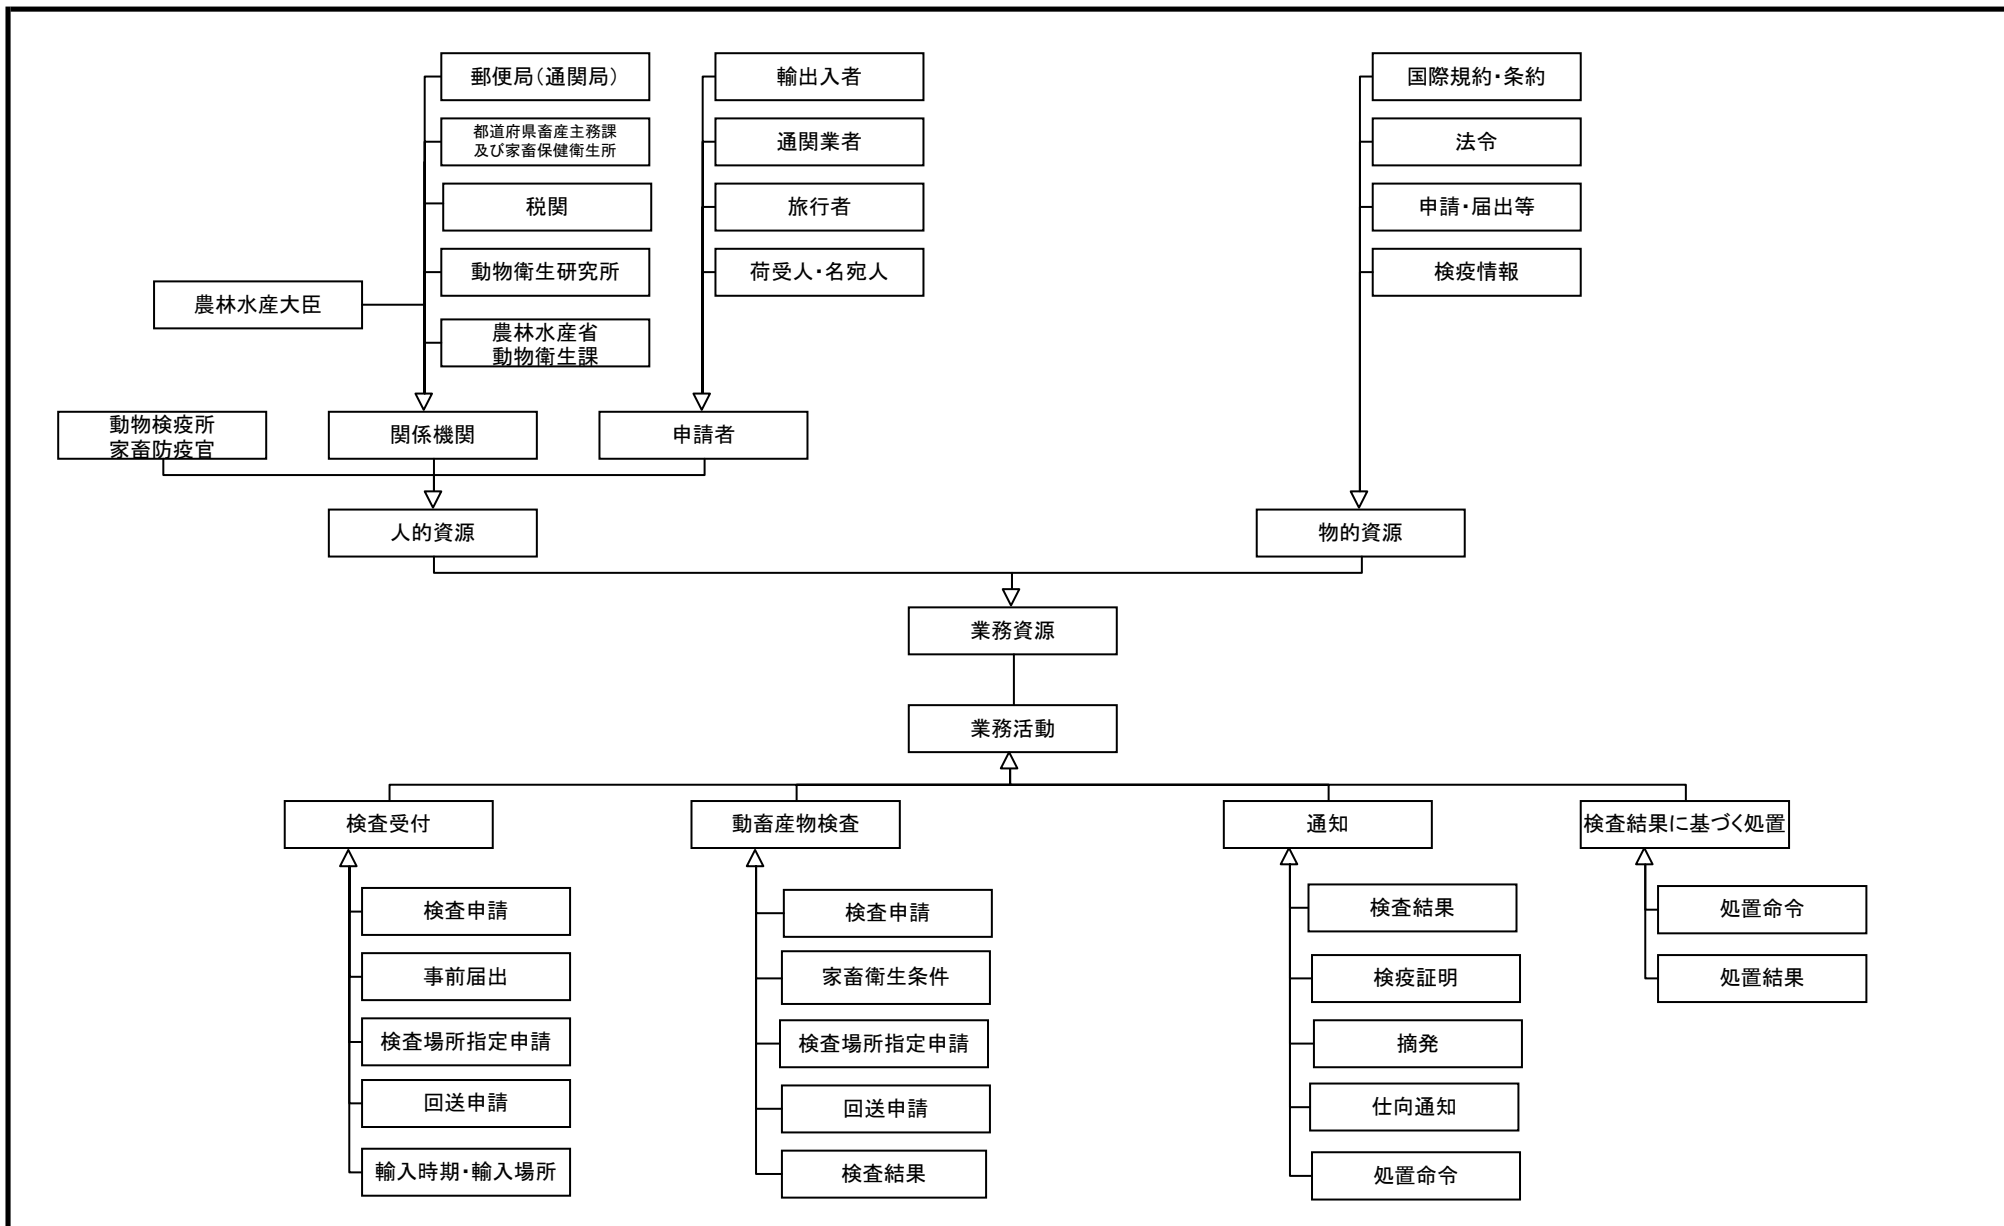 郵便局（通関局）
都道府県畜産主務課
及び家畜保健衛生所
税関
動物衛生研究所
農林水産大臣
農林水産省
動物衛生課
輸出入者
通関業者
旅行者
荷受人・名宛人
国際規約・条約
法令
申請・届出等
検疫情報
動物検疫所
家畜防疫官
関係機関
申請者
人的資源
物的資源
業務資源
業務活動
検査受付
動畜産物検査
通知
検査結果に基づく処置
検査申請
事前届出
検査場所指定申請
回送申請
輸入時期・輸入場所
検査申請
家畜衛生条件
検査場所指定申請
回送申請
検査結果
検査結果
検疫証明
摘発
仕向通知
処置命令
処置命令
処置結果